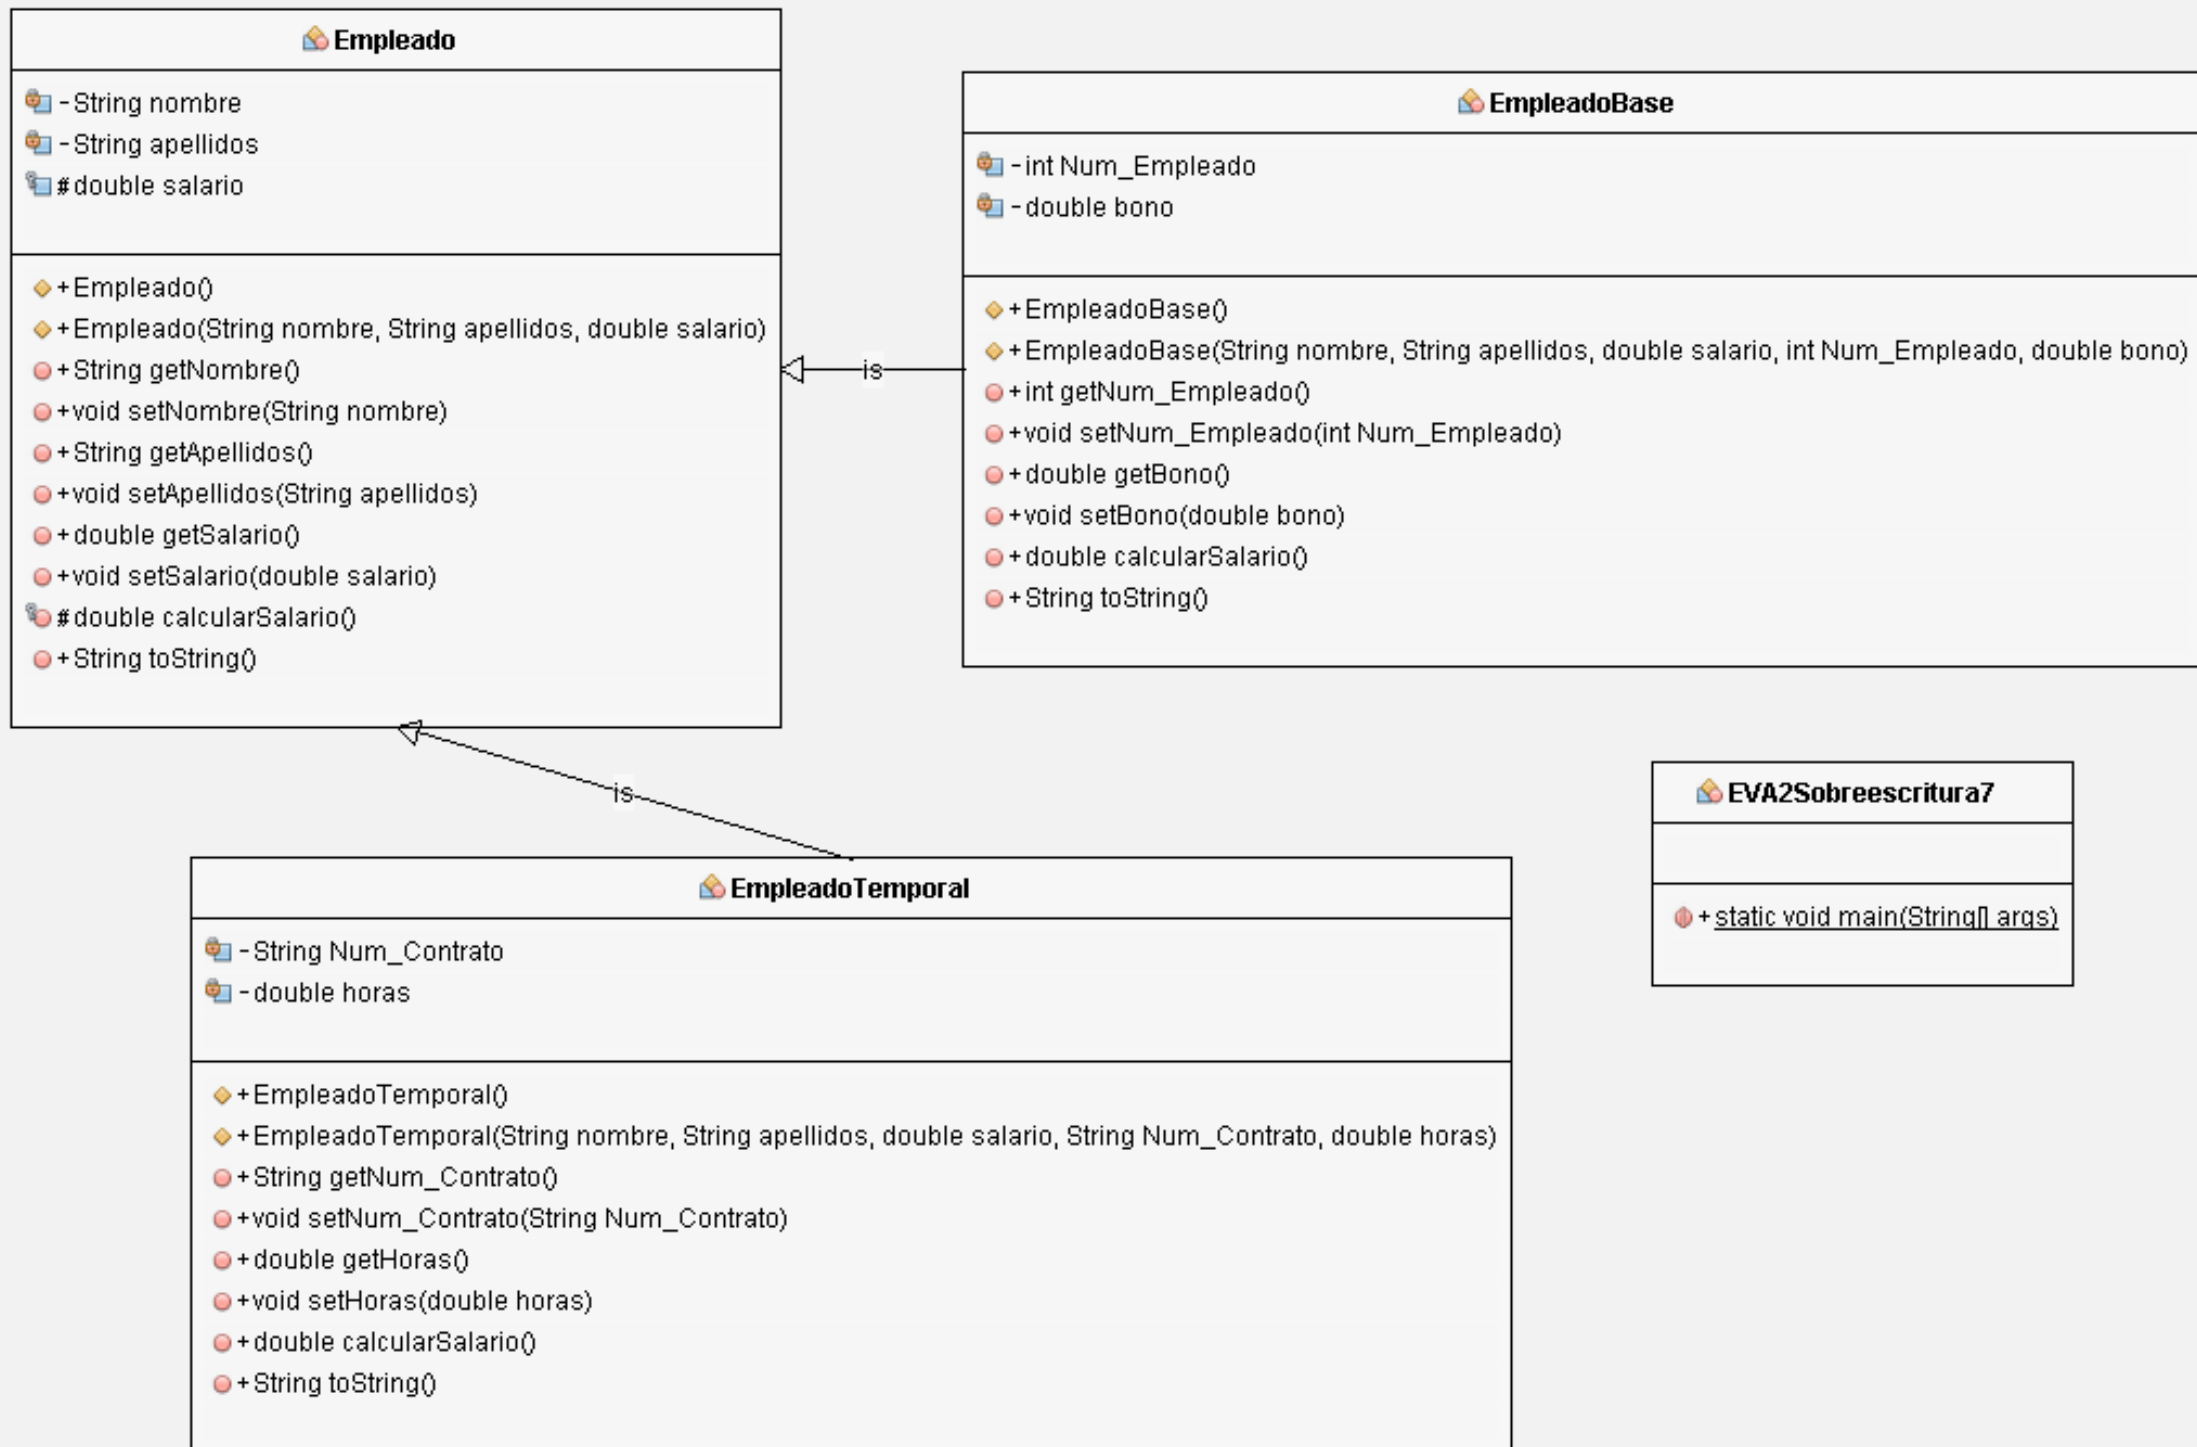 Empleado
-String nombre
-String apellidos
#double salario
+Empleado()
+Empleado(String nombre, String apellidos, double salario)
+String getNombre()
+void setNombre(String nombre)
+String getApellidos()
+void setApellidos(String apellidos)
+double getSalario()
+void setSalario(double salario)
#double calcularSalario()
+String toString()
is
EmpleadoBase
-int Num_Empleado
-double bono
+EmpleadoBase()
+EmpleadoBase(String nombre, String apellidos, double salario, int Num_Empleado, double bono)
+int getNum_Empleado()
+void setNum_Empleado(int Num_Empleado)
+double getBono()
+void setBono(double bono)
+double calcularSalario()
+String toString()
is
EmpleadoTemporal
-String Num_Contrato
-double horas
+EmpleadoTemporal()
+EmpleadoTemporal(String nombre, String apellidos, double salario, String Num_Contrato, double horas)
+String getNum_Contrato()
+void setNum_Contrato(String Num_Contrato)
+double getHoras()
+void setHoras(double horas)
+double calcularSalario()
+String toString()
EVA2Sobreescritura7
+static void main(String[] args)